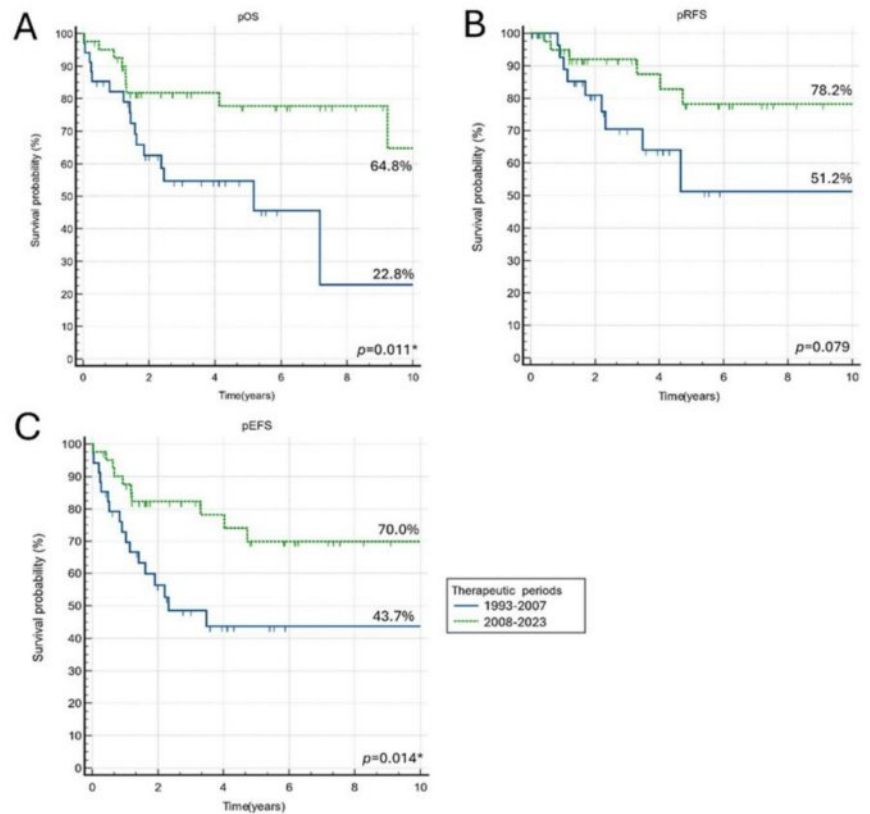 A
pOS
Survival probability (%)
100
90
80
70
60
50
40
30
20
10
0
64.8%
22.8%
p=0.011*
0 2 4 6 8 10
Time(years)
B
pRFS
Survival probability (%)
100
90
80
70
60
50
40
30
20
10
0
78.2%
51.2%
p=0.079
0 2 4 6 8 10
Time(years)
C
pEFS
Survival probability (%)
100
90
80
70
60
50
40
30
20
10
0
70.0%
43.7%
p=0.014*
0 2 4 6 8 10
Time(years)
Therapeutic periods
1993-2007
2008-2023